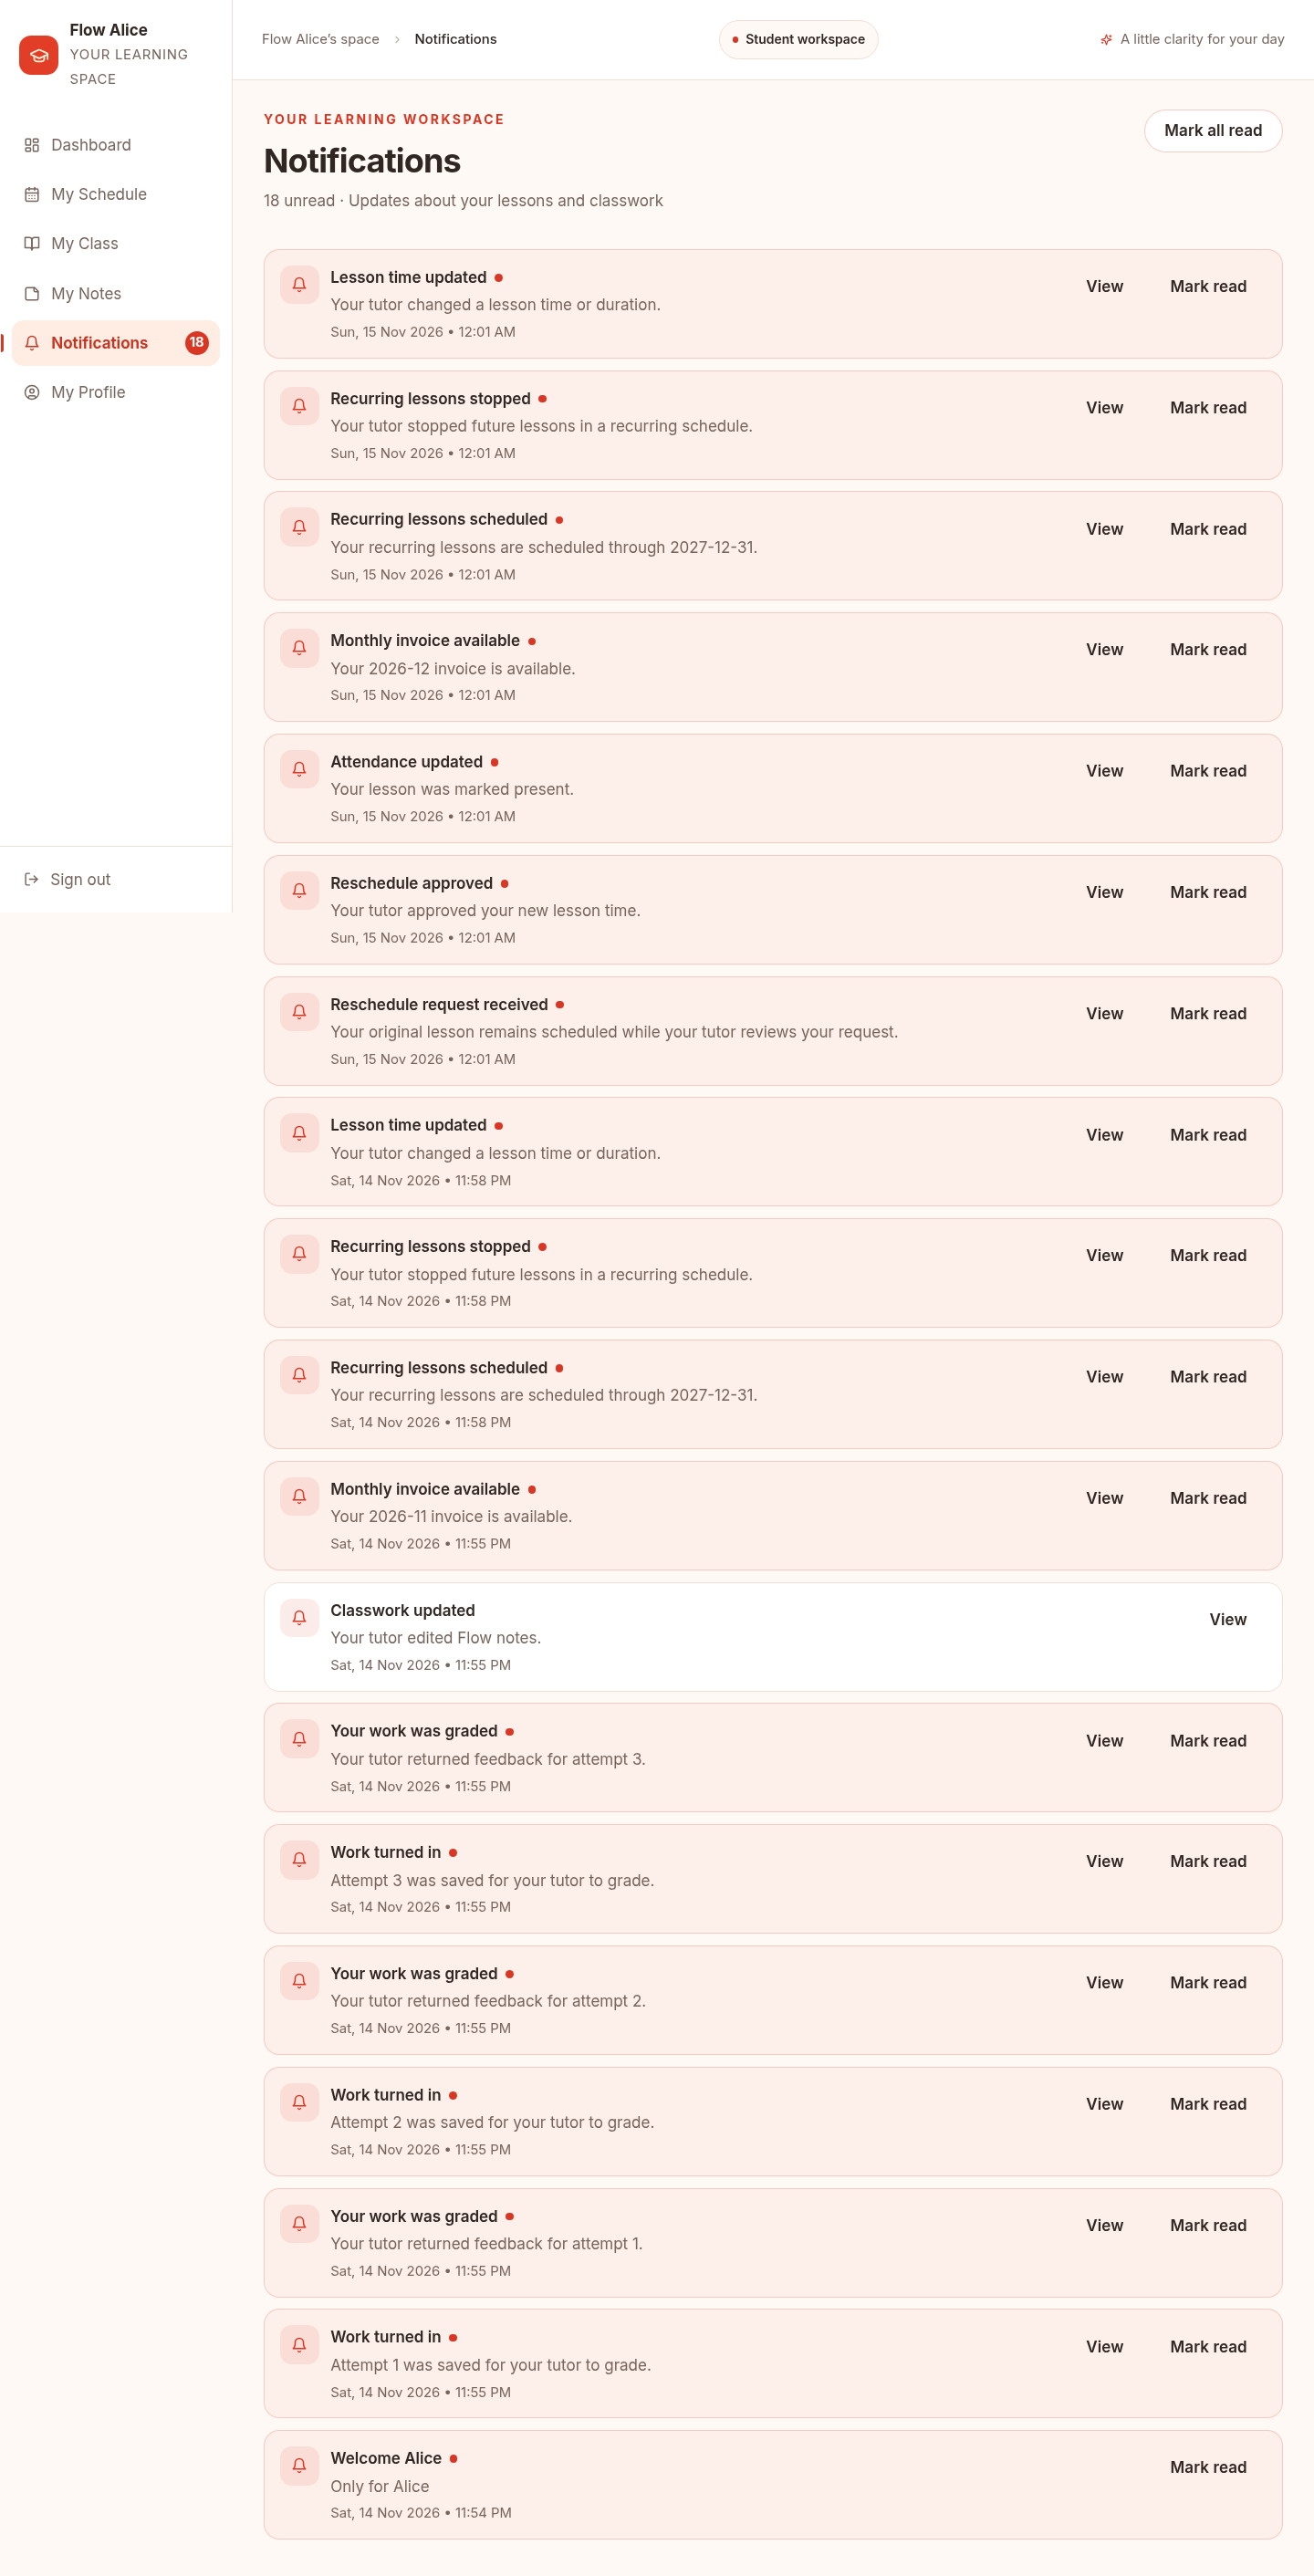 Flow Alice
YOUR LEARNING
SPACE
Dashboard
My Schedule
My Class
My Notes
Notifications 18
My Profile
Sign out
Flow Alice's space › Notifications
Student workspace
A little clarity for your day
YOUR LEARNING WORKSPACE
Notifications
18 unread · Updates about your lessons and classwork
Mark all read
Lesson time updated
Your tutor changed a lesson time or duration.
Sun, 15 Nov 2026 • 12:01 AM
View Mark read
Recurring lessons stopped
Your tutor stopped future lessons in a recurring schedule.
Sun, 15 Nov 2026 • 12:01 AM
View Mark read
Recurring lessons scheduled
Your recurring lessons are scheduled through 2027-12-31.
Sun, 15 Nov 2026 • 12:01 AM
View Mark read
Monthly invoice available
Your 2026-12 invoice is available.
Sun, 15 Nov 2026 • 12:01 AM
View Mark read
Attendance updated
Your lesson was marked present.
Sun, 15 Nov 2026 • 12:01 AM
View Mark read
Reschedule approved
Your tutor approved your new lesson time.
Sun, 15 Nov 2026 • 12:01 AM
View Mark read
Reschedule request received
Your original lesson remains scheduled while your tutor reviews your request.
Sun, 15 Nov 2026 • 12:01 AM
View Mark read
Lesson time updated
Your tutor changed a lesson time or duration.
Sat, 14 Nov 2026 • 11:58 PM
View Mark read
Recurring lessons stopped
Your tutor stopped future lessons in a recurring schedule.
Sat, 14 Nov 2026 • 11:58 PM
View Mark read
Recurring lessons scheduled
Your recurring lessons are scheduled through 2027-12-31.
Sat, 14 Nov 2026 • 11:58 PM
View Mark read
Monthly invoice available
Your 2026-11 invoice is available.
Sat, 14 Nov 2026 • 11:55 PM
View Mark read
Classwork updated
Your tutor edited Flow notes.
Sat, 14 Nov 2026 • 11:55 PM
View
Your work was graded
Your tutor returned feedback for attempt 3.
Sat, 14 Nov 2026 • 11:55 PM
View Mark read
Work turned in
Attempt 3 was saved for your tutor to grade.
Sat, 14 Nov 2026 • 11:55 PM
View Mark read
Your work was graded
Your tutor returned feedback for attempt 2.
Sat, 14 Nov 2026 • 11:55 PM
View Mark read
Work turned in
Attempt 2 was saved for your tutor to grade.
Sat, 14 Nov 2026 • 11:55 PM
View Mark read
Your work was graded
Your tutor returned feedback for attempt 1.
Sat, 14 Nov 2026 • 11:55 PM
View Mark read
Work turned in
Attempt 1 was saved for your tutor to grade.
Sat, 14 Nov 2026 • 11:55 PM
View Mark read
Welcome Alice
Only for Alice
Sat, 14 Nov 2026 • 11:54 PM
Mark read